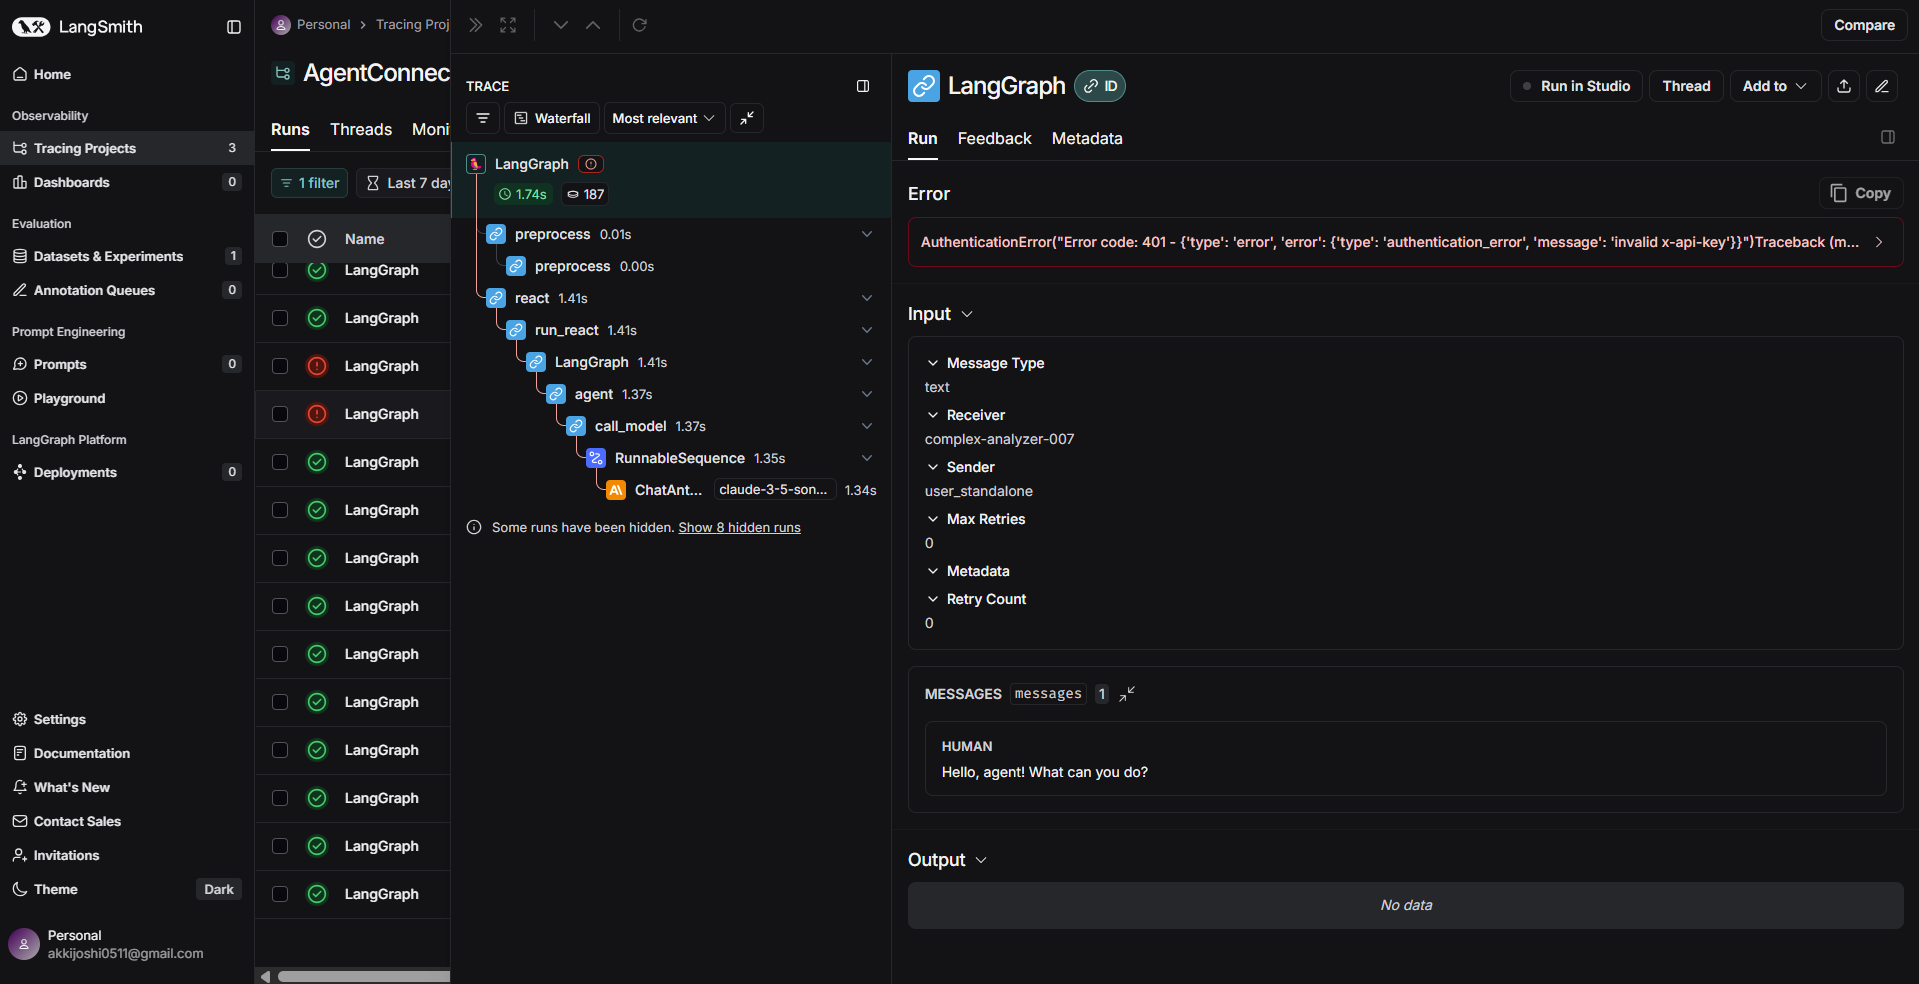 LangSmith
Home
Observability
Tracing Projects 3
Dashboards 0
Evaluation
Datasets & Experiments 1
Annotation Queues 0
Prompt Engineering
Prompts 0
Playground
LangGraph Platform
Deployments 0
Settings
Documentation
What's New
Contact Sales
Invitations
Theme Dark
Personal
akkijoshi0511@gmail.com
Personal > Tracing Proj
AgentConnec
Runs Threads Moni
1 filter Last 7 day
Name
LangGraph
LangGraph
LangGraph
LangGraph
LangGraph
LangGraph
LangGraph
LangGraph
LangGraph
LangGraph
LangGraph
LangGraph
LangGraph
LangGraph
TRACE
Waterfall Most relevant
LangGraph
1.74s 187
preprocess 0.01s
preprocess 0.00s
react 1.41s
run_react 1.41s
LangGraph 1.41s
agent 1.37s
call_model 1.37s
RunnableSequence 1.35s
ChatAnt... claude-3-5-son... 1.34s
Some runs have been hidden. Show 8 hidden runs
Compare
LangGraph ID
Run in Studio Thread Add to
Run Feedback Metadata
Error Copy
AuthenticationError("Error code: 401 - {'type': 'error', 'error': {'type': 'authentication_error', 'message': 'invalid x-api-key'}}")Traceback (m...
Input
Message Type
text
Receiver
complex-analyzer-007
Sender
user_standalone
Max Retries
0
Metadata
Retry Count
0
MESSAGES messages 1
HUMAN
Hello, agent! What can you do?
Output
No data